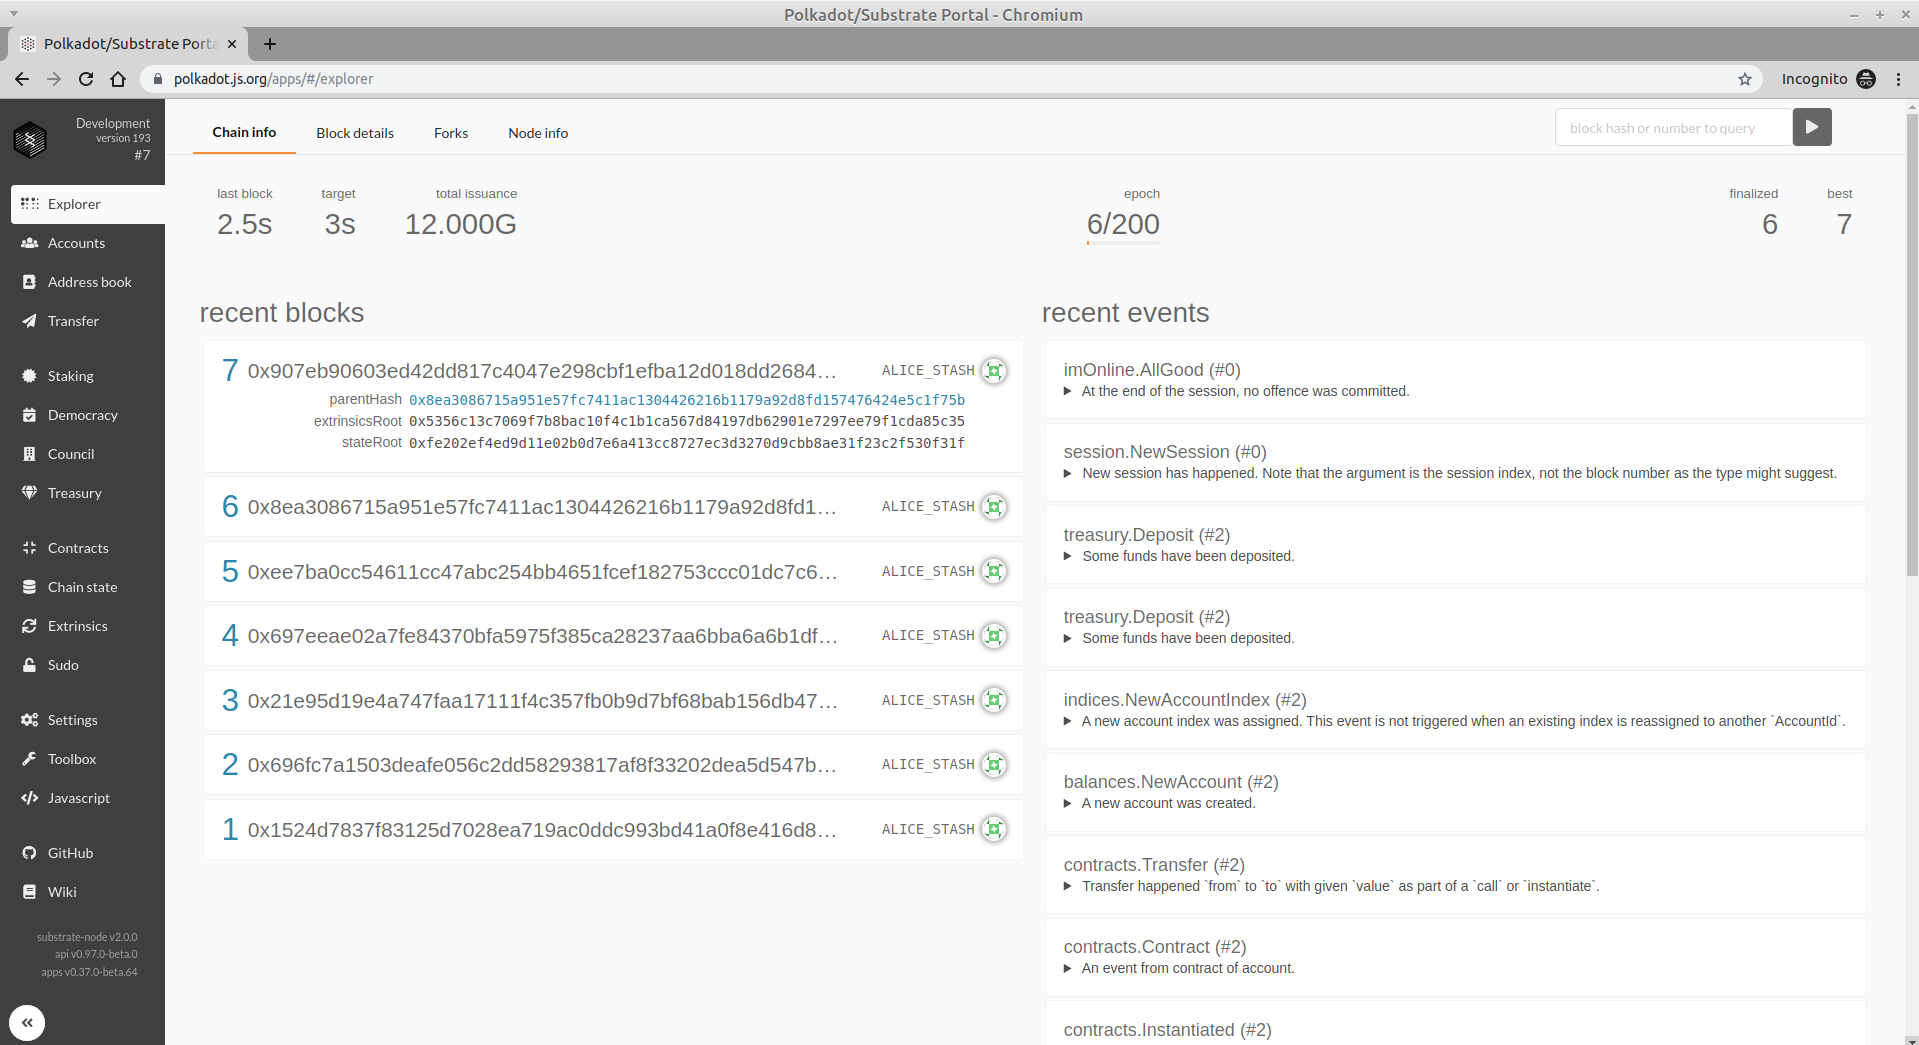 Polkadot/Substrate Portal - Chromium
Polkadot/Substrate Porta
polkadot.js.org/apps/#/explorer
Incognito
Development
version 193
#7
Explorer
Accounts
Address book
Transfer
Staking
Democracy
Council
Treasury
Contracts
Chain state
Extrinsics
Sudo
Settings
Toolbox
Javascript
GitHub
Wiki
substrate-node v2.0.0
api v0.97.0-beta.0
apps v0.37.0-beta.64
Chain info Block details Forks Node info
block hash or number to query
last block target total issuance epoch finalized best
2.5s 3s 12.000G 6/200 6 7
recent blocks
7 0x907eb90603ed42dd817c4047e298cbf1efba12d018dd2684... ALICE_STASH
parentHash 0x8ea3086715a951e57fc7411ac1304426216b1179a92d8fd157476424e5c1f75b
extrinsicsRoot 0x5356c13c7069f7b8bac10f4c1b1ca567d84197db62901e7297ee79f1cda85c35
stateRoot 0xfe202ef4ed9d11e02b0d7e6a413cc8727ec3d3270d9cbb8ae31f23c2f530f31f
6 0x8ea3086715a951e57fc7411ac1304426216b1179a92d8fd1... ALICE_STASH
5 0xee7ba0cc54611cc47abc254bb4651fcef182753ccc01dc7c6... ALICE_STASH
4 0x697eeae02a7fe84370bfa5975f385ca28237aa6bba6a6b1df... ALICE_STASH
3 0x21e95d19e4a747faa17111f4c357fb0b9d7bf68bab156db47... ALICE_STASH
2 0x696fc7a1503deafe056c2dd58293817af8f33202dea5d547b... ALICE_STASH
1 0x1524d7837f83125d7028ea719ac0ddc993bd41a0f8e416d8... ALICE_STASH
recent events
imOnline.AllGood (#0)
At the end of the session, no offence was committed.
session.NewSession (#0)
New session has happened. Note that the argument is the session index, not the block number as the type might suggest.
treasury.Deposit (#2)
Some funds have been deposited.
treasury.Deposit (#2)
Some funds have been deposited.
indices.NewAccountIndex (#2)
A new account index was assigned. This event is not triggered when an existing index is reassigned to another `AccountId`.
balances.NewAccount (#2)
A new account was created.
contracts.Transfer (#2)
Transfer happened `from` to `to` with given `value` as part of a `call` or `instantiate`.
contracts.Contract (#2)
An event from contract of account.
contracts.Instantiated (#2)